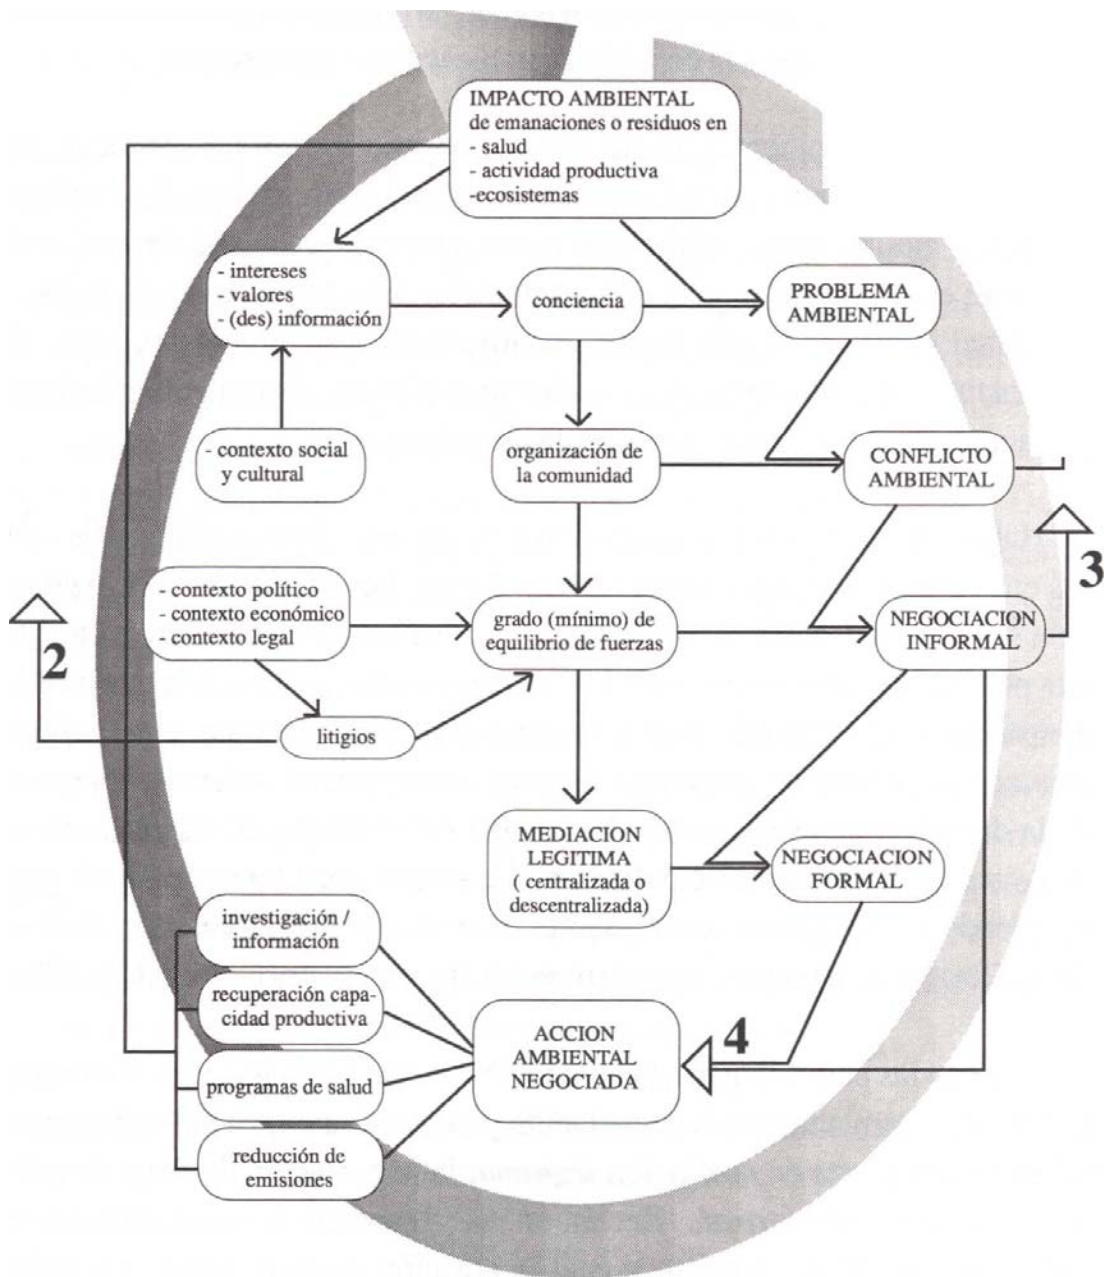 IMPACTO AMBIENTAL
de emanaciones o residuos en
- salud
- actividad productiva
-ecosistemas
- intereses
- valores
- (des) información
conciencia
PROBLEMA
AMBIENTAL
- contexto social
y cultural
organización de
la comunidad
CONFLICTO
AMBIENTAL
3
- contexto político
- contexto económico
- contexto legal
grado (mínimo) de
equilibrio de fuerzas
NEGOCIACION
INFORMAL
2
litigios
MEDIACION
LEGITIMA
( centralizada o
descentralizada)
NEGOCIACION
FORMAL
investigación /
información
recuperación capa-
cidad productiva
programas de salud
reducción de
emisiones
ACCION
AMBIENTAL
NEGOCIADA
4